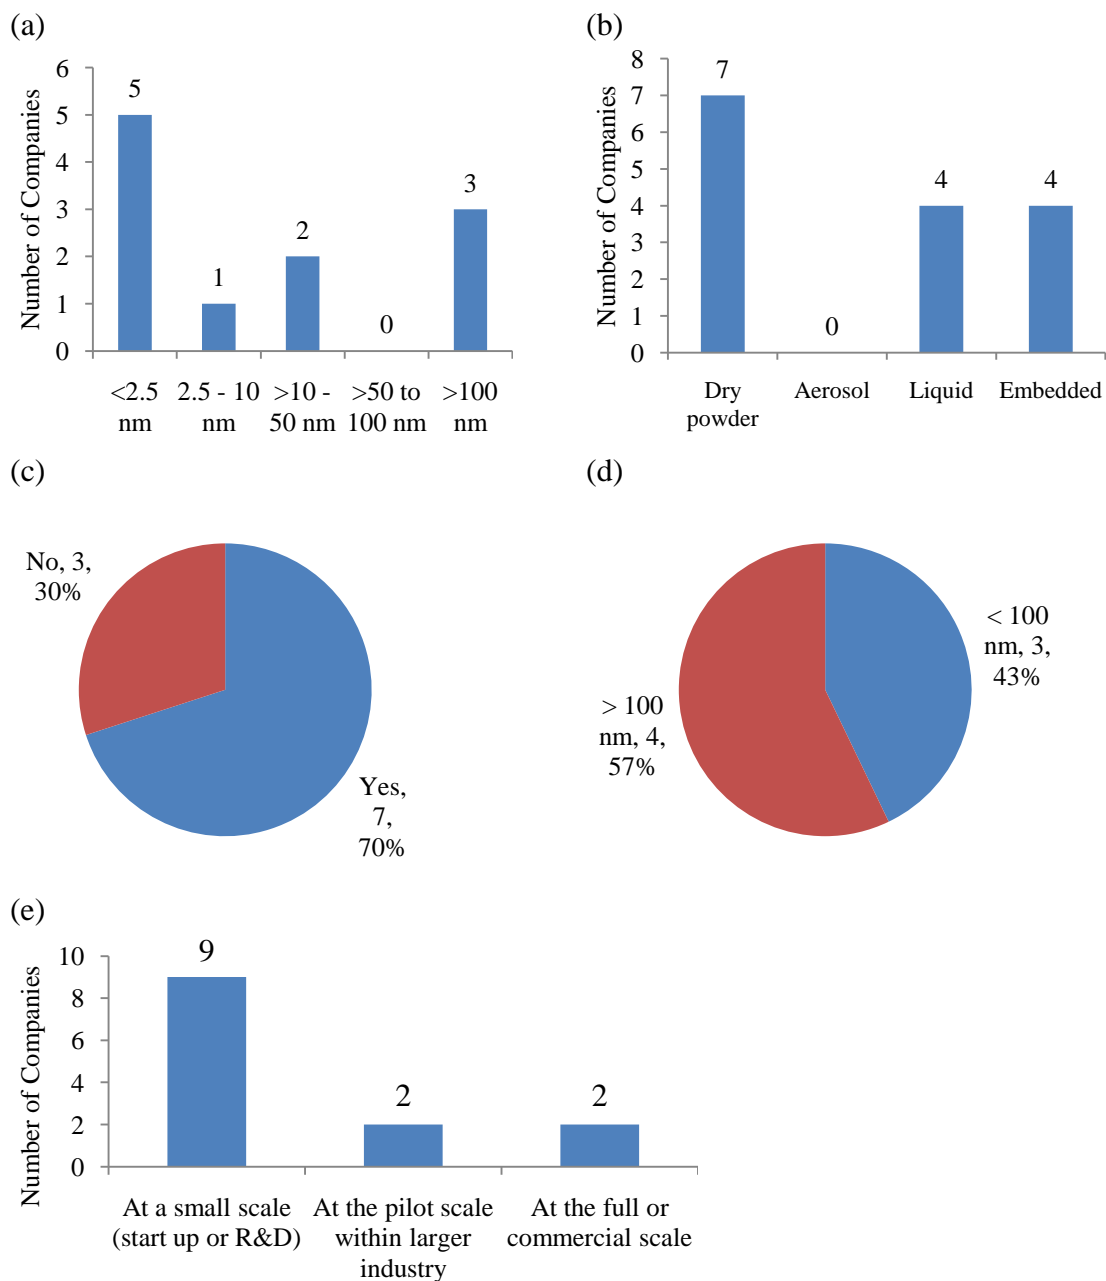 (a)
Number of Companies
6
5
4
3
2
1
0
5
1
2
0
3
<2.5
nm
2.5 - 10
nm
>10 -
50 nm
>50 to
100 nm
>100
nm
(b)
Number of Companies
8
7
6
5
4
3
2
1
0
7
0
4
4
Dry
powder
Aerosol
Liquid
Embedded
(c)
No, 3,
30%
Yes,
7,
70%
(d)
< 100
nm, 3,
43%
> 100
nm, 4,
57%
(e)
Number of Companies
10
8
6
4
2
0
9
2
2
At a small scale
(start up or R&D)
At the pilot scale
within larger
industry
At the full or
commercial scale